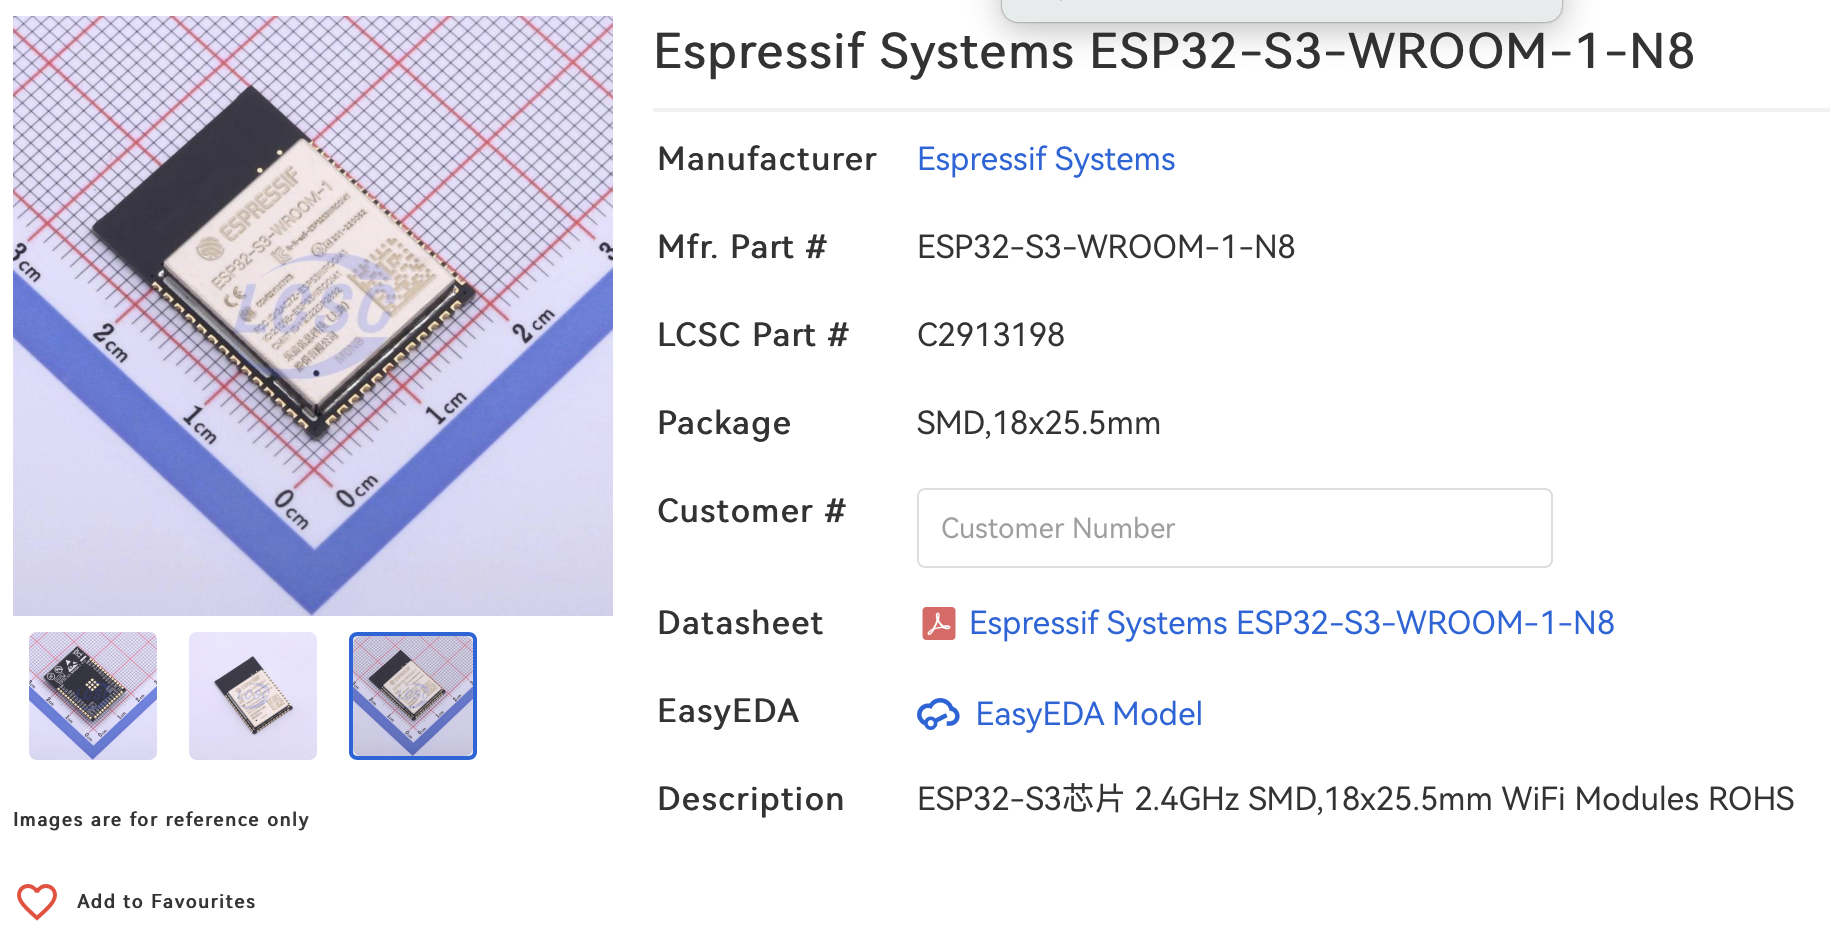 Espressif Systems ESP32-S3-WROOM-1-N8
Manufacturer Espressif Systems
Mfr. Part # ESP32-S3-WROOM-1-N8
LCSC Part # C2913198
Package SMD,18x25.5mm
Customer # Customer Number
Datasheet Espressif Systems ESP32-S3-WROOM-1-N8
EasyEDA EasyEDA Model
Description ESP32-S3芯片 2.4GHz SMD,18x25.5mm WiFi Modules ROHS
ESPRESSIF
ESP32-S3-WROOM-1
CE
LCSC
3cm
2cm
1cm
0cm
0cm
1cm
2cm
3
Images are for reference only
Add to Favourites